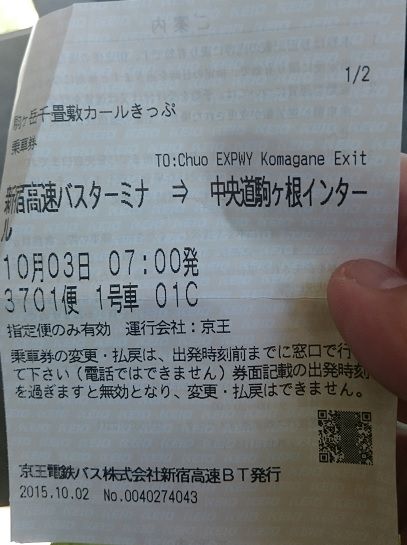 1/2
駒ヶ岳千畳敷カールきっぷ
乗車券
TO:Chuo EXPWY Komagane Exit
新宿高速バスターミナ ⇒ 中央道駒ヶ根インター
ル
10月03日 07:00発
3701便 1号車 01C
指定便のみ有効 運行会社:京王
乗車券の変更・払戻は、出発時刻前までに窓口で行っ
て下さい(電話ではできません)券面記載の出発時刻
を過ぎますと無効となり、変更・払戻はできません。
京王電鉄バス株式会社新宿高速BT発行
2015.10.02 No.0040274043